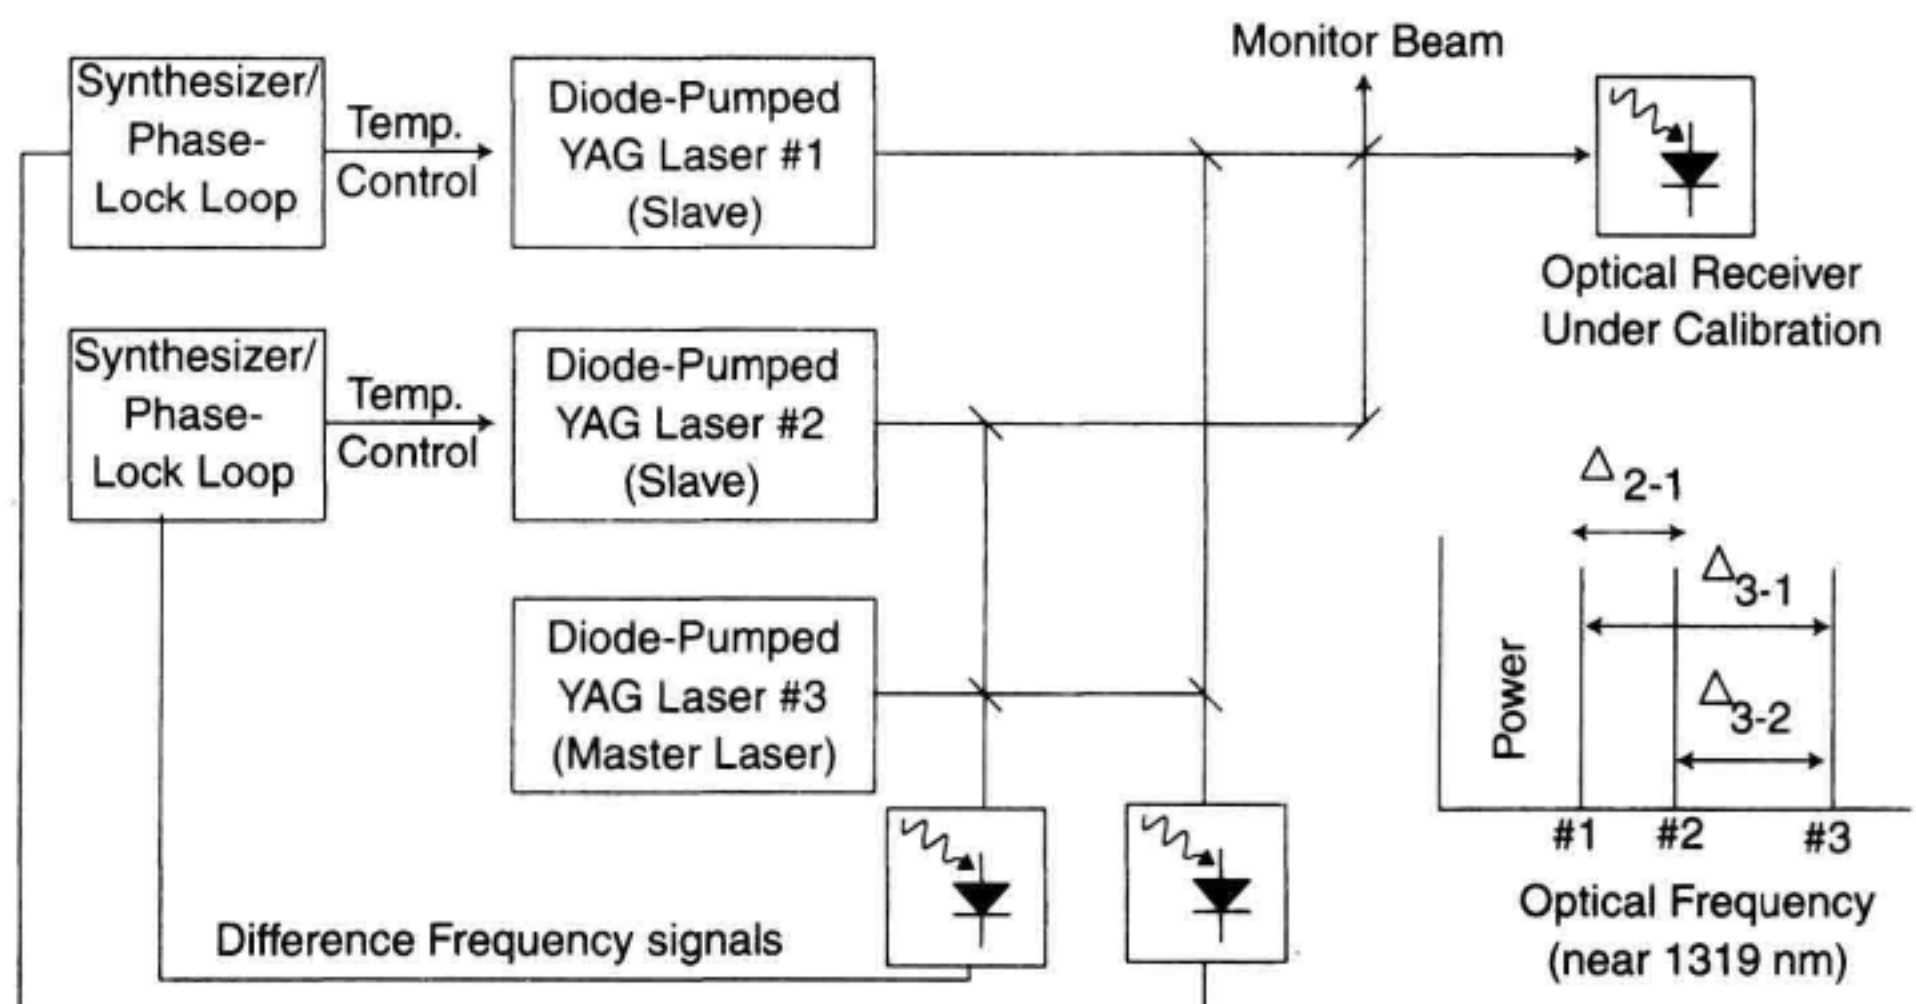 Monitor Beam
Synthesizer/
Phase-
Lock Loop
Temp.
Control
Diode-Pumped
YAG Laser #1
(Slave)
Optical Receiver
Under Calibration
Synthesizer/
Phase-
Lock Loop
Temp.
Control
Diode-Pumped
YAG Laser #2
(Slave)
Diode-Pumped
YAG Laser #3
(Master Laser)
Difference Frequency signals
Δ2-1
Δ3-1
Δ3-2
Power
#1 #2 #3
Optical Frequency
(near 1319 nm)